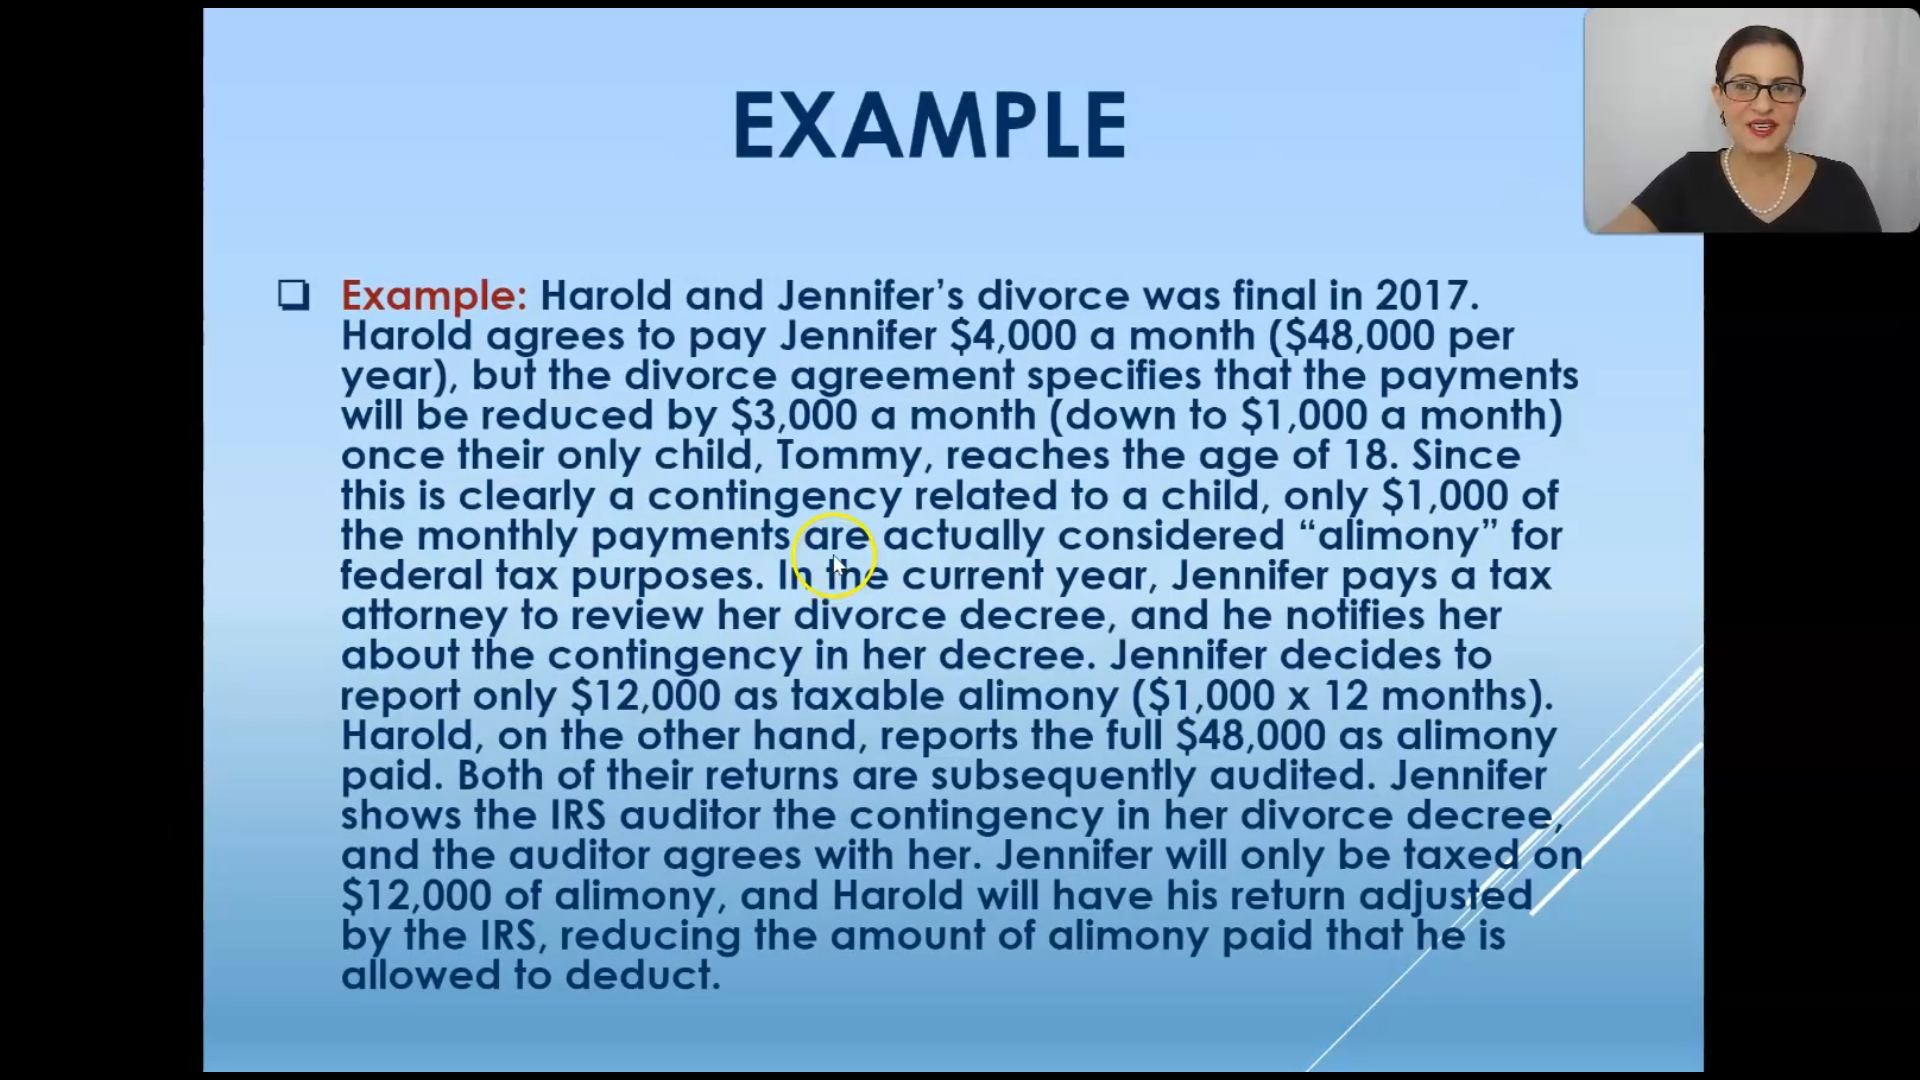 EXAMPLE
Example: Harold and Jennifer’s divorce was final in 2017.
Harold agrees to pay Jennifer $4,000 a month ($48,000 per
year), but the divorce agreement specifies that the payments
will be reduced by $3,000 a month (down to $1,000 a month)
once their only child, Tommy, reaches the age of 18. Since
this is clearly a contingency related to a child, only $1,000 of
the monthly payments are actually considered “alimony” for
federal tax purposes. In the current year, Jennifer pays a tax
attorney to review her divorce decree, and he notifies her
about the contingency in her decree. Jennifer decides to
report only $12,000 as taxable alimony ($1,000 x 12 months).
Harold, on the other hand, reports the full $48,000 as alimony
paid. Both of their returns are subsequently audited. Jennifer
shows the IRS auditor the contingency in her divorce decree,
and the auditor agrees with her. Jennifer will only be taxed on
$12,000 of alimony, and Harold will have his return adjusted
by the IRS, reducing the amount of alimony paid that he is
allowed to deduct.